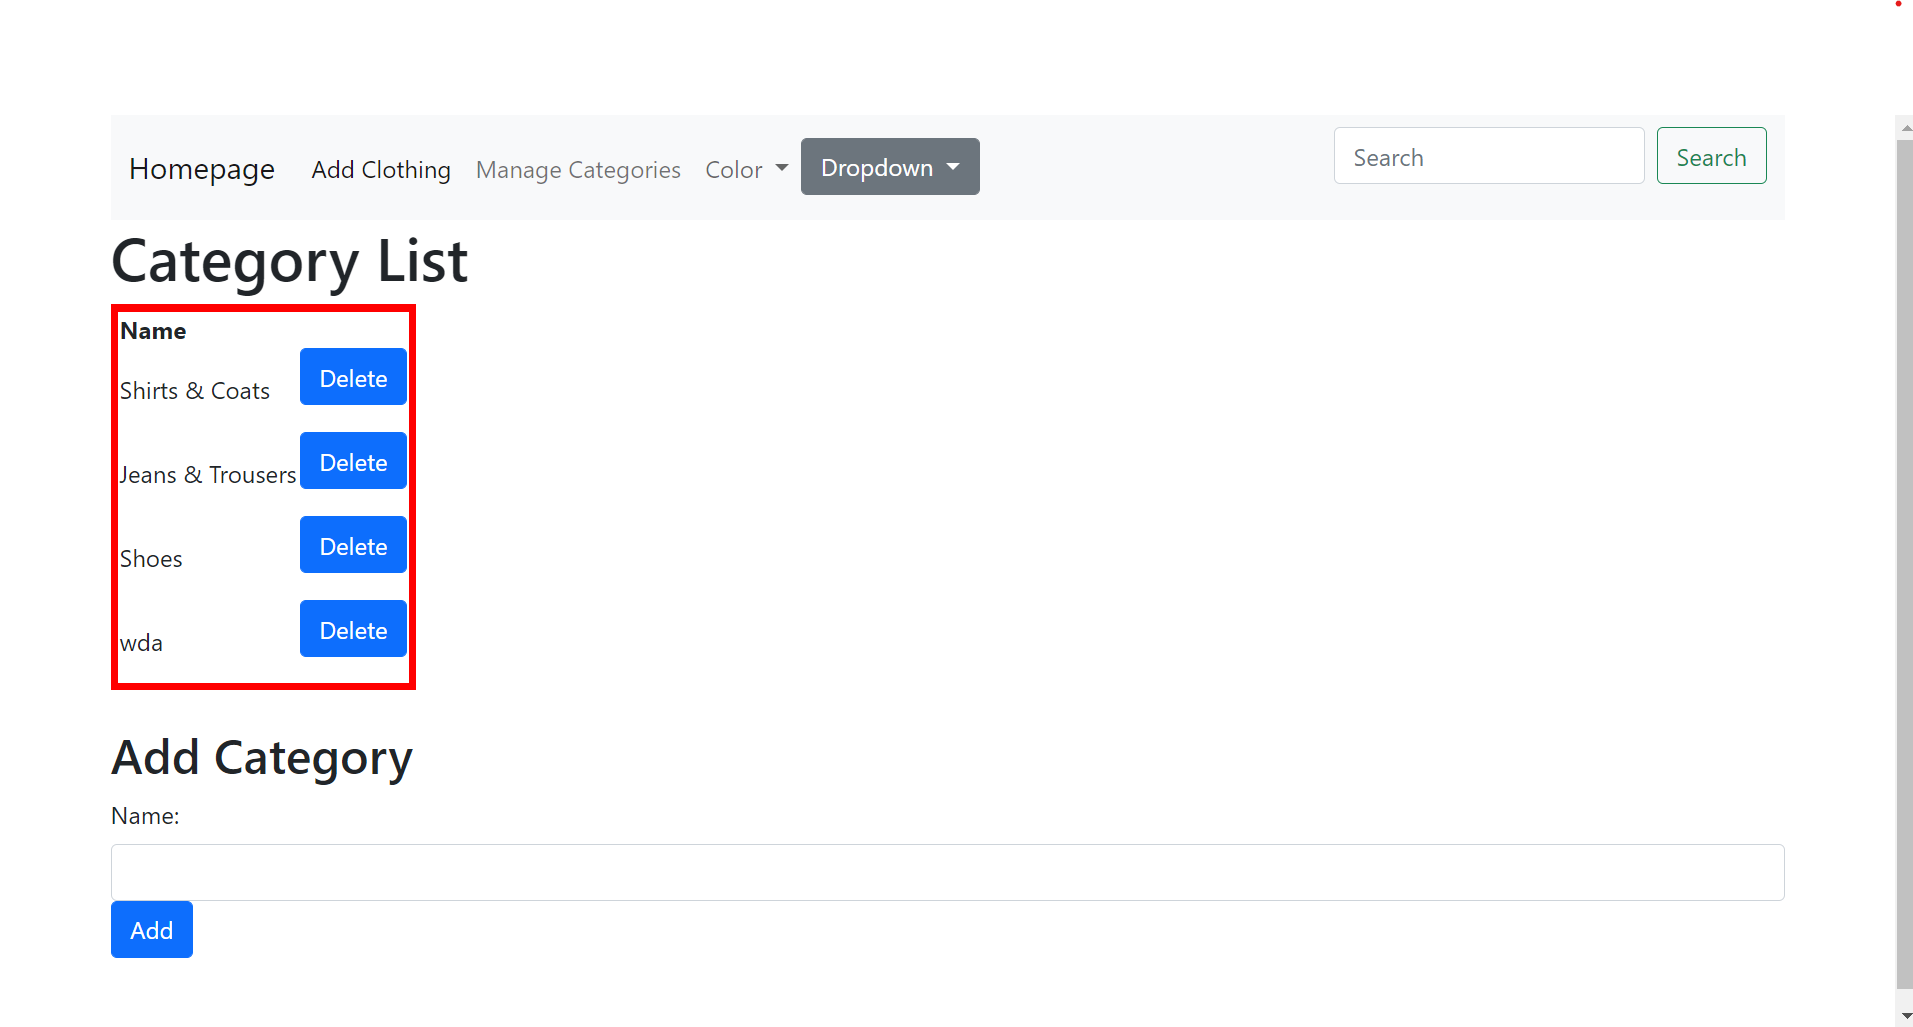 Homepage Add Clothing Manage Categories Color Dropdown Search Search
Category List
Name
Shirts & Coats Delete
Jeans & Trousers Delete
Shoes Delete
wda Delete
Add Category
Name:
Add